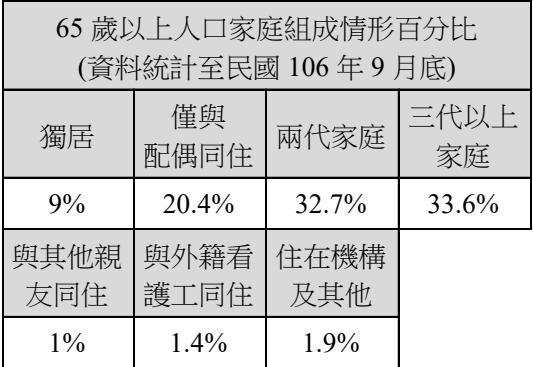 65 歲以上人口家庭組成情形百分比
(資料統計至民國 106 年 9 月底)
獨居
僅與
配偶同住
兩代家庭
三代以上
家庭
9%
20.4%
32.7%
33.6%
與其他親
友同住
與外籍看
護工同住
住在機構
及其他
1%
1.4%
1.9%